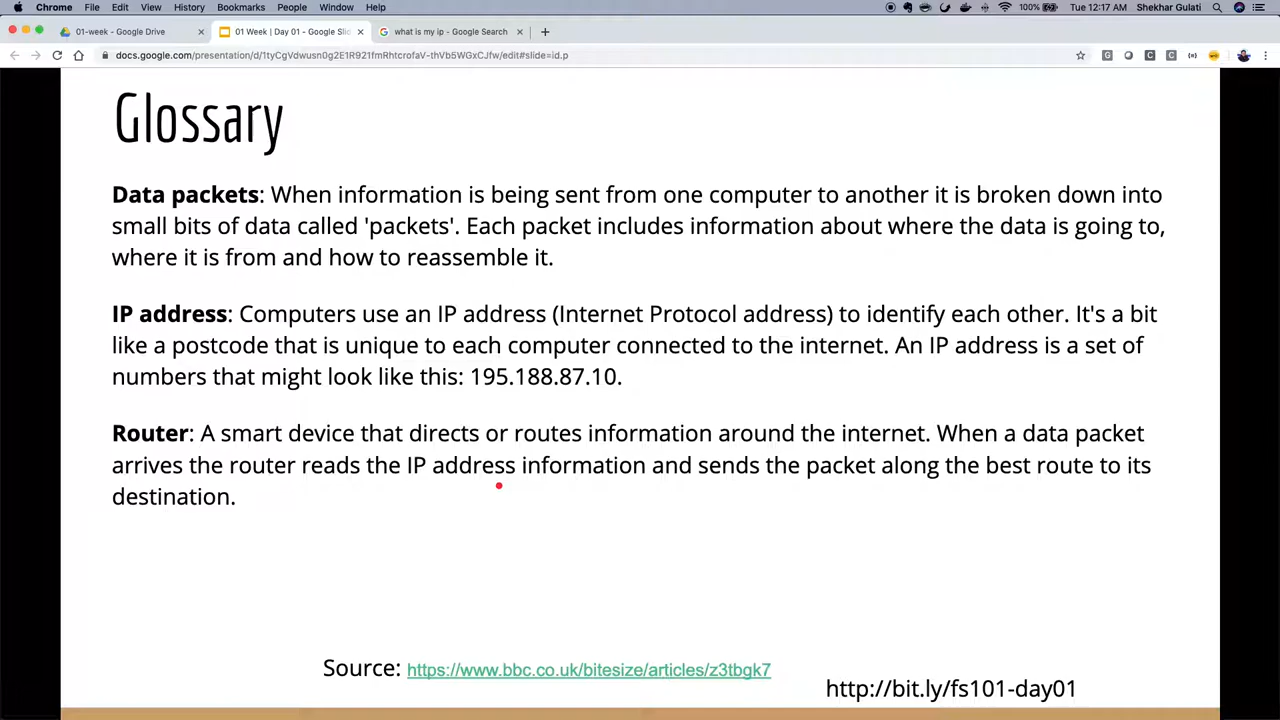 Chrome File Edit View History Bookmarks People Window Help 100% Tue 12:17 AM Shekhar Gulati
01-week - Google Drive 01 Week | Day 01 - Google Slid what is my ip - Google Search
docs.google.com/presentation/d/1tyCgVdwusn0g2E1R921fmRhtcrofaV-thVb5WGxCJfw/edit#slide=id.p
Glossary
Data packets: When information is being sent from one computer to another it is broken down into
small bits of data called 'packets'. Each packet includes information about where the data is going to,
where it is from and how to reassemble it.
IP address: Computers use an IP address (Internet Protocol address) to identify each other. It's a bit
like a postcode that is unique to each computer connected to the internet. An IP address is a set of
numbers that might look like this: 195.188.87.10.
Router: A smart device that directs or routes information around the internet. When a data packet
arrives the router reads the IP address information and sends the packet along the best route to its
destination.
Source: https://www.bbc.co.uk/bitesize/articles/z3tbgk7
http://bit.ly/fs101-day01